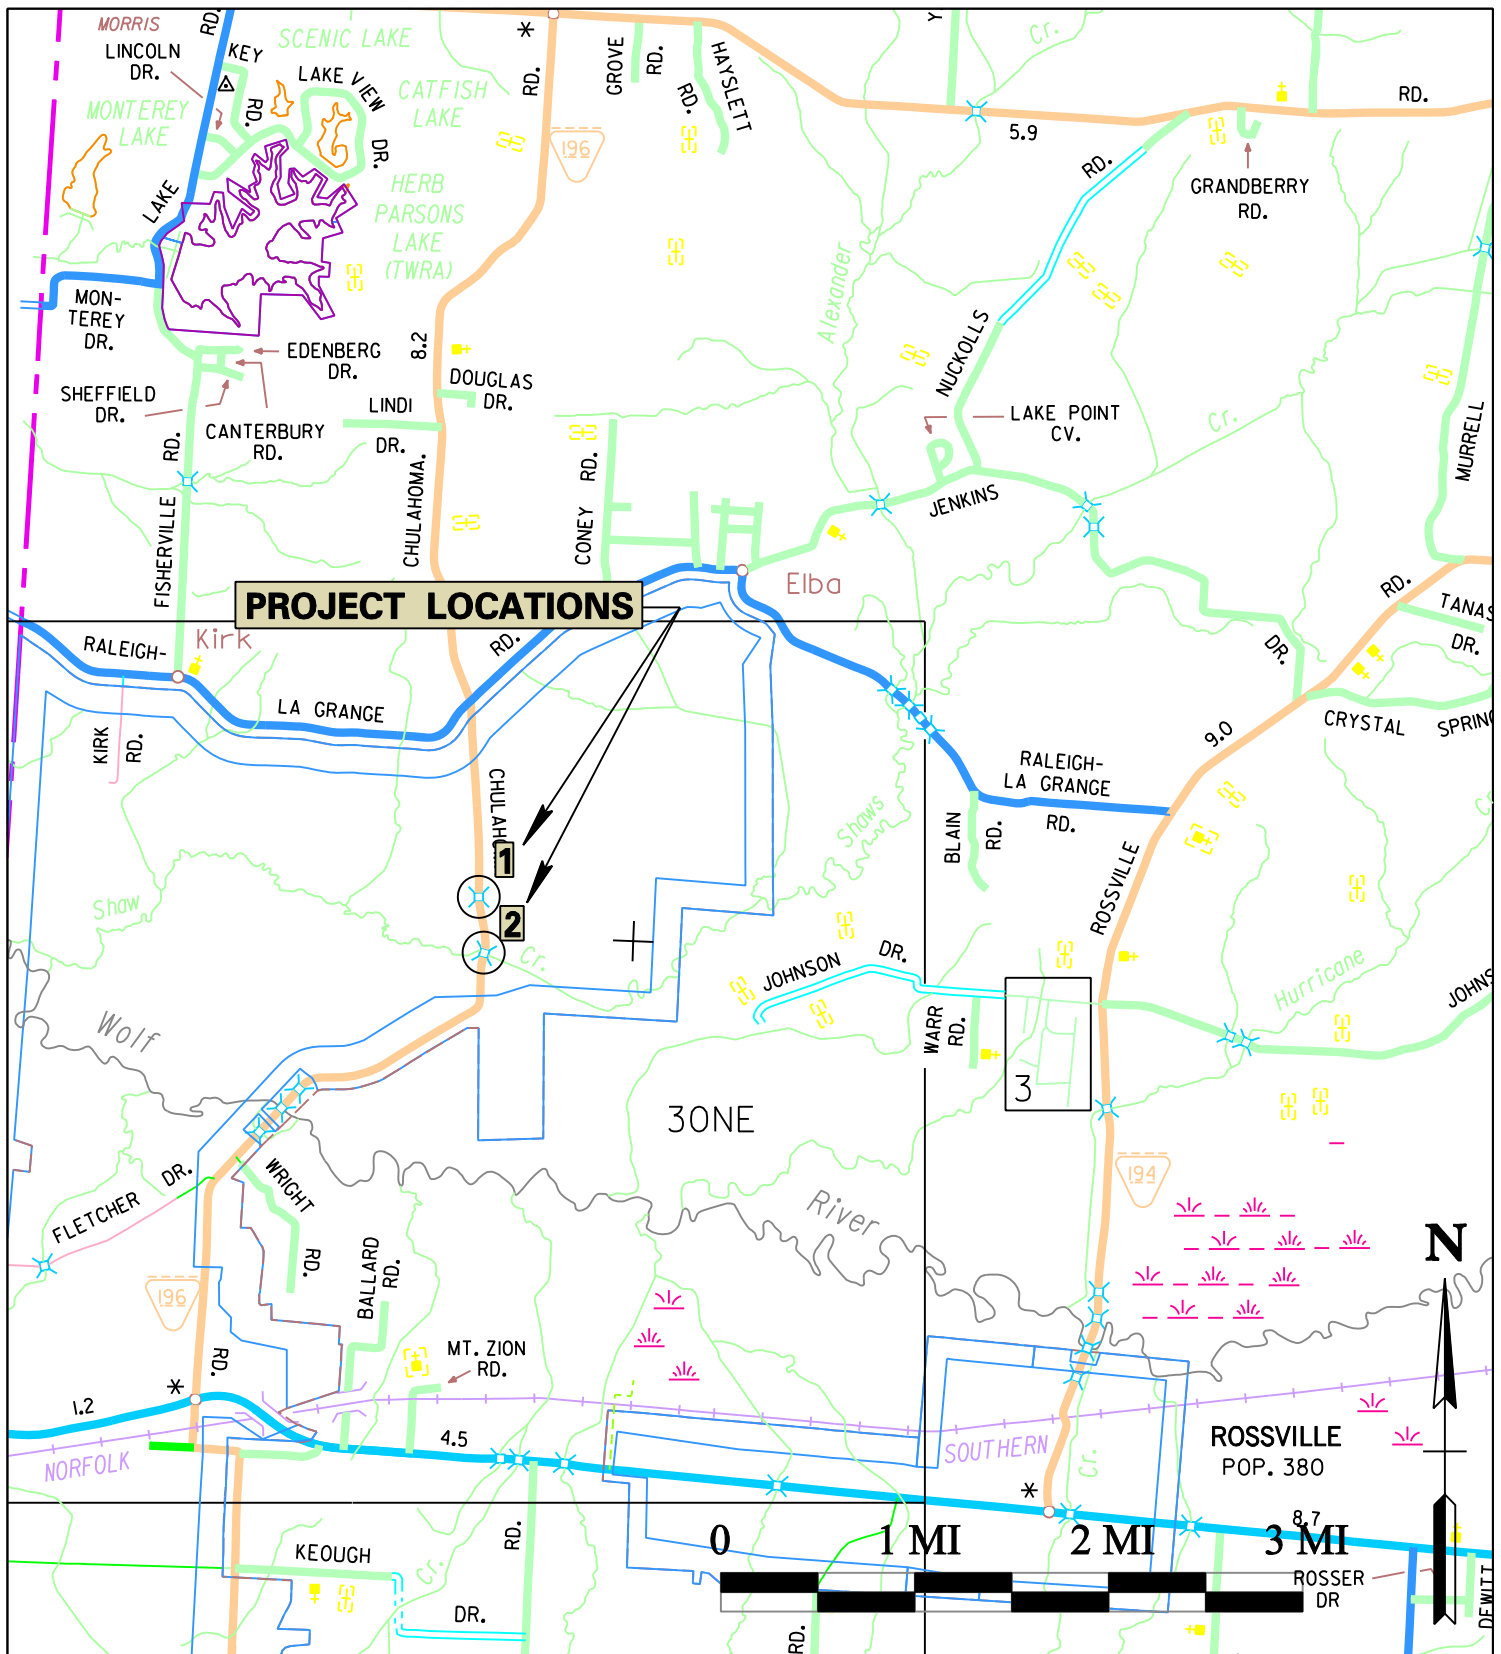 MORRIS
LINCOLN
DR.
RD.
KEY
RD.
SCENIC LAKE
LAKE VIEW
DR.
CATFISH
LAKE
MONTEREY
LAKE
LAKE
HERB
PARSONS
LAKE
(TWRA)
*
RD.
GROVE
RD.
HAYSLETT
RD.
196
Y
Cr.
5.9
RD.
RD.
GRANDBERRY
RD.
MON-
TEREY
DR.
EDENBERG
DR.
SHEFFIELD
DR.
CANTERBURY
RD.
8.2
DOUGLAS
DR.
LINDI
DR.
CHULAHOMA.
RD.
FISHERVILLE
CONEY
RD.
Alexander
NUCKOLLS
LAKE POINT
CV.
Cr.
JENKINS
MURRELL
Elba
PROJECT LOCATIONS
Kirk
RALEIGH-
RD.
LA GRANGE
KIRK
RD.
CHULAHO
1
2
Shaws
Shaw
Cr.
RD.
TANAS
DR.
DR.
CRYSTAL
SPRING
9.0
RALEIGH-
LA GRANGE
RD.
BLAIN
RD.
ROSSVILLE
C
JOHNSON
DR.
Hurricane
JOHNS
WARR
RD.
3
Wolf
30NE
River
194
WRIGHT
RD.
FLETCHER
DR.
BALLARD
RD.
196
RD.
MT. ZION
RD.
N
*
1.2
4.5
NORFOLK
SOUTHERN
ROSSVILLE
POP. 380
Cr.
*
8.7
0
1 MI
2 MI
3 MI
KEOUGH
DR.
Cr.
RD.
RD.
ROSSER
DR
DEWITT